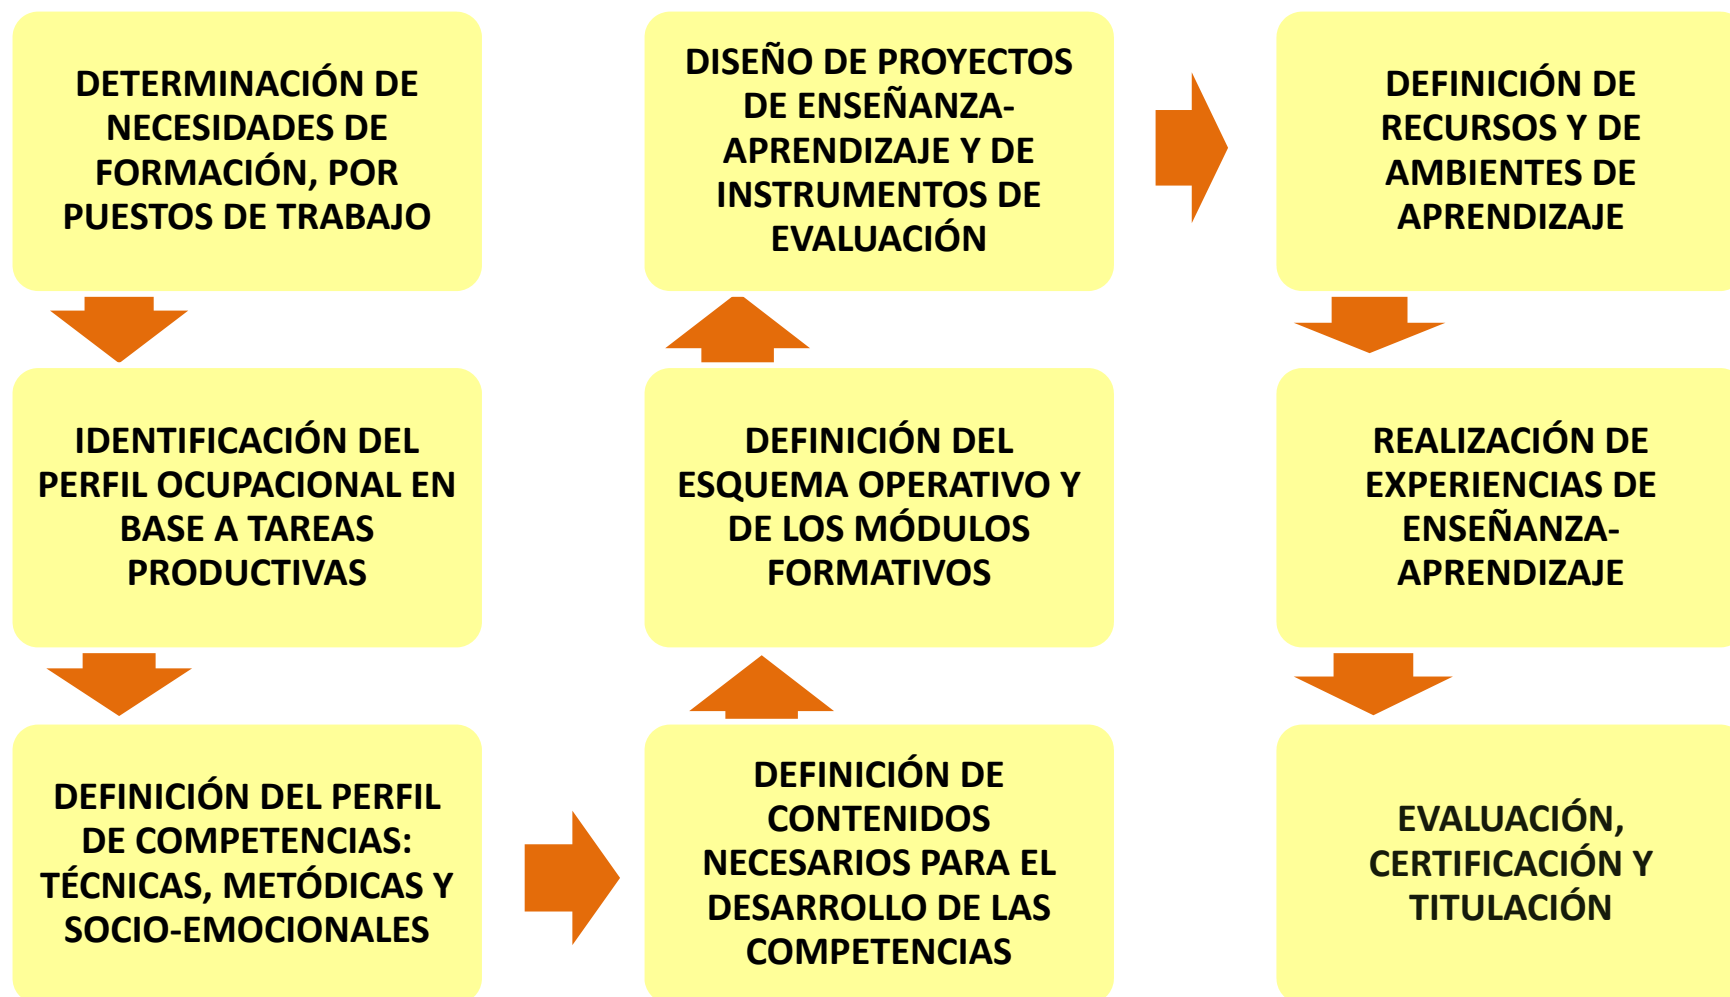 DETERMINACIÓN DE
NECESIDADES DE
FORMACIÓN, POR
PUESTOS DE TRABAJO
IDENTIFICACIÓN DEL
PERFIL OCUPACIONAL EN
BASE A TAREAS
PRODUCTIVAS
DEFINICIÓN DEL PERFIL
DE COMPETENCIAS:
TÉCNICAS, METÓDICAS Y
SOCIO-EMOCIONALES
DEFINICIÓN DE
CONTENIDOS
NECESARIOS PARA EL
DESARROLLO DE LAS
COMPETENCIAS
DEFINICIÓN DEL
ESQUEMA OPERATIVO Y
DE LOS MÓDULOS
FORMATIVOS
DISEÑO DE PROYECTOS
DE ENSEÑANZA-
APRENDIZAJE Y DE
INSTRUMENTOS DE
EVALUACIÓN
DEFINICIÓN DE
RECURSOS Y DE
AMBIENTES DE
APRENDIZAJE
REALIZACIÓN DE
EXPERIENCIAS DE
ENSEÑANZA-
APRENDIZAJE
EVALUACIÓN,
CERTIFICACIÓN Y
TITULACIÓN